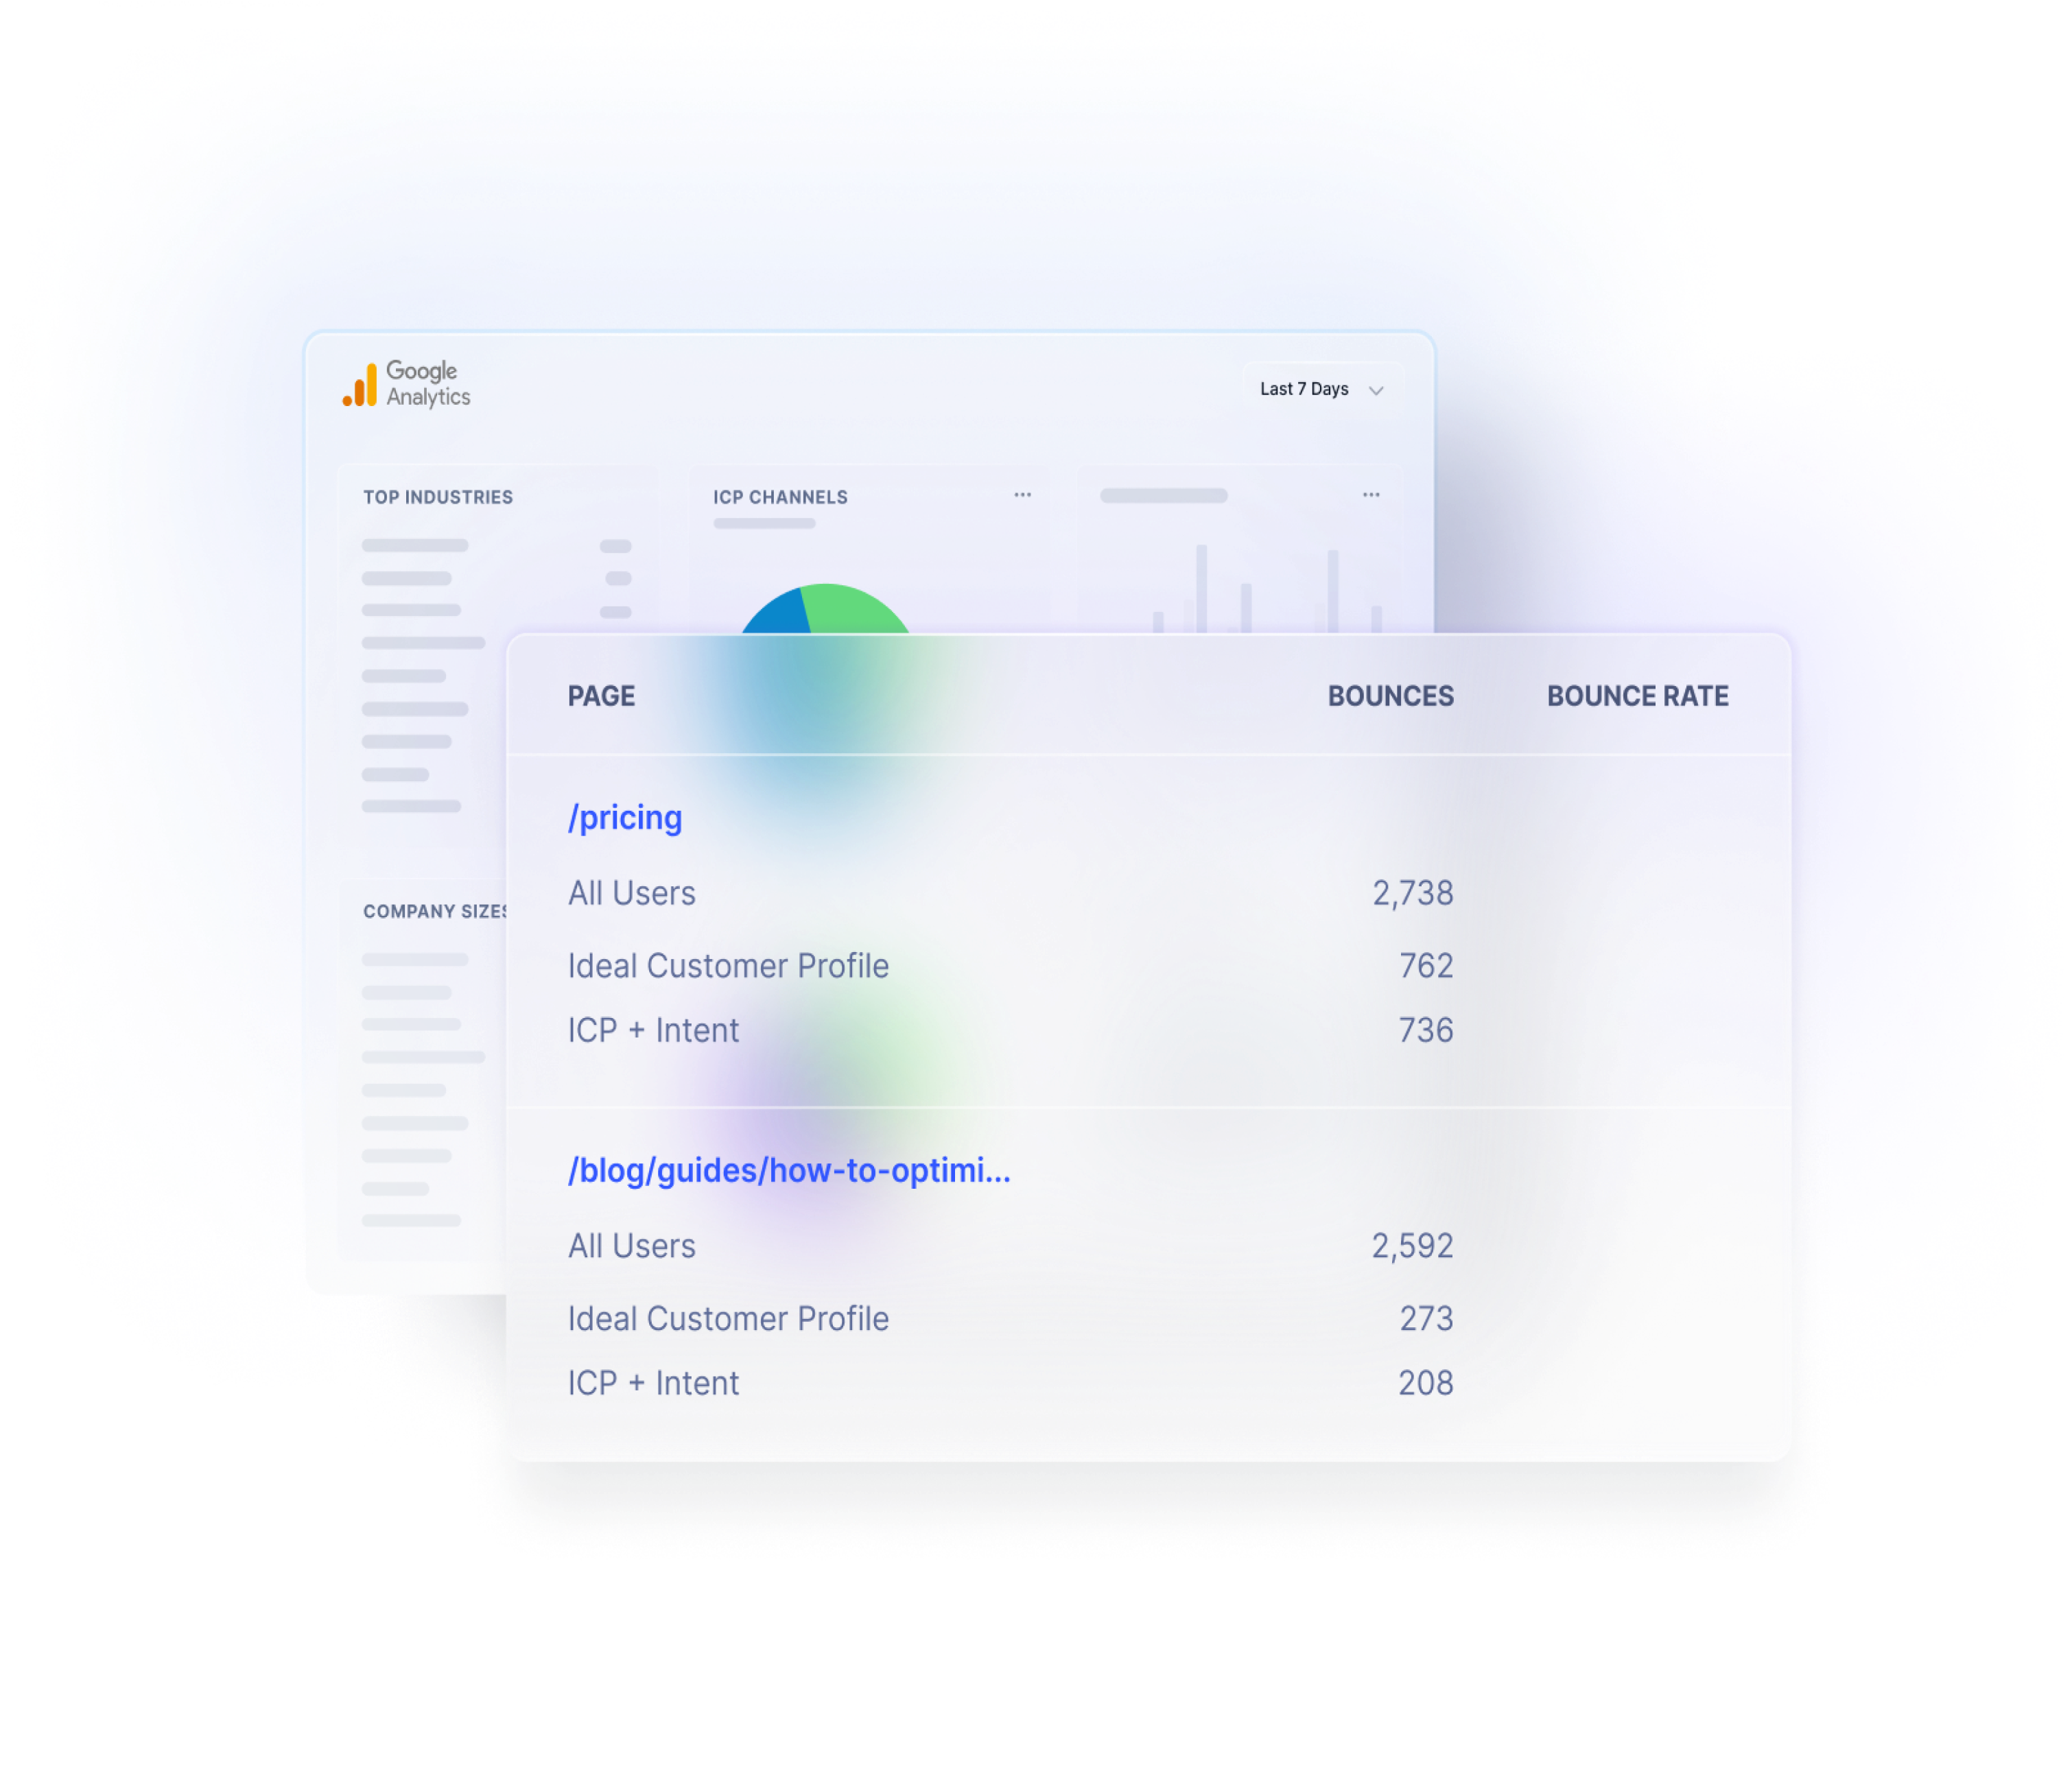 Google
Analytics
Last 7 Days
TOP INDUSTRIES
ICP CHANNELS
COMPANY SIZES
PAGE BOUNCES BOUNCE RATE
/pricing
All Users 2,738
Ideal Customer Profile 762
ICP + Intent 736
/blog/guides/how-to-optimi...
All Users 2,592
Ideal Customer Profile 273
ICP + Intent 208